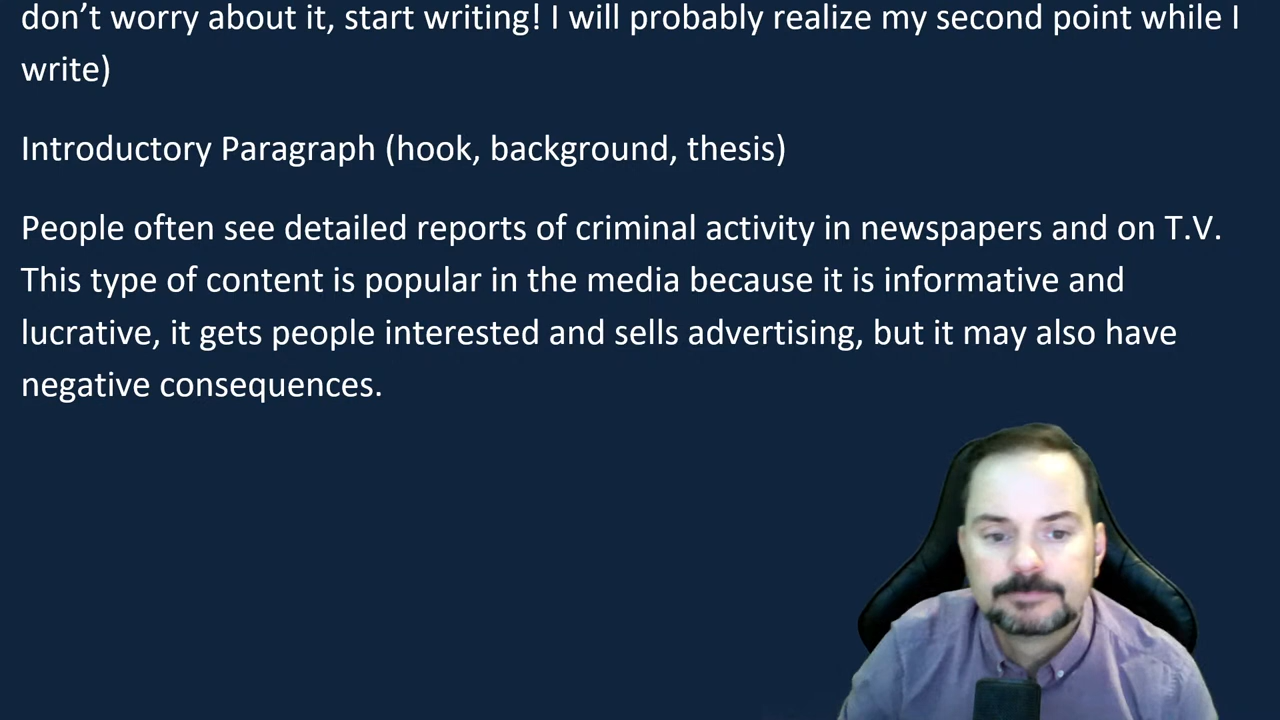 don’t worry about it, start writing! I will probably realize my second point while I
write)
Introductory Paragraph (hook, background, thesis)
People often see detailed reports of criminal activity in newspapers and on T.V.
This type of content is popular in the media because it is informative and
lucrative, it gets people interested and sells advertising, but it may also have
negative consequences.